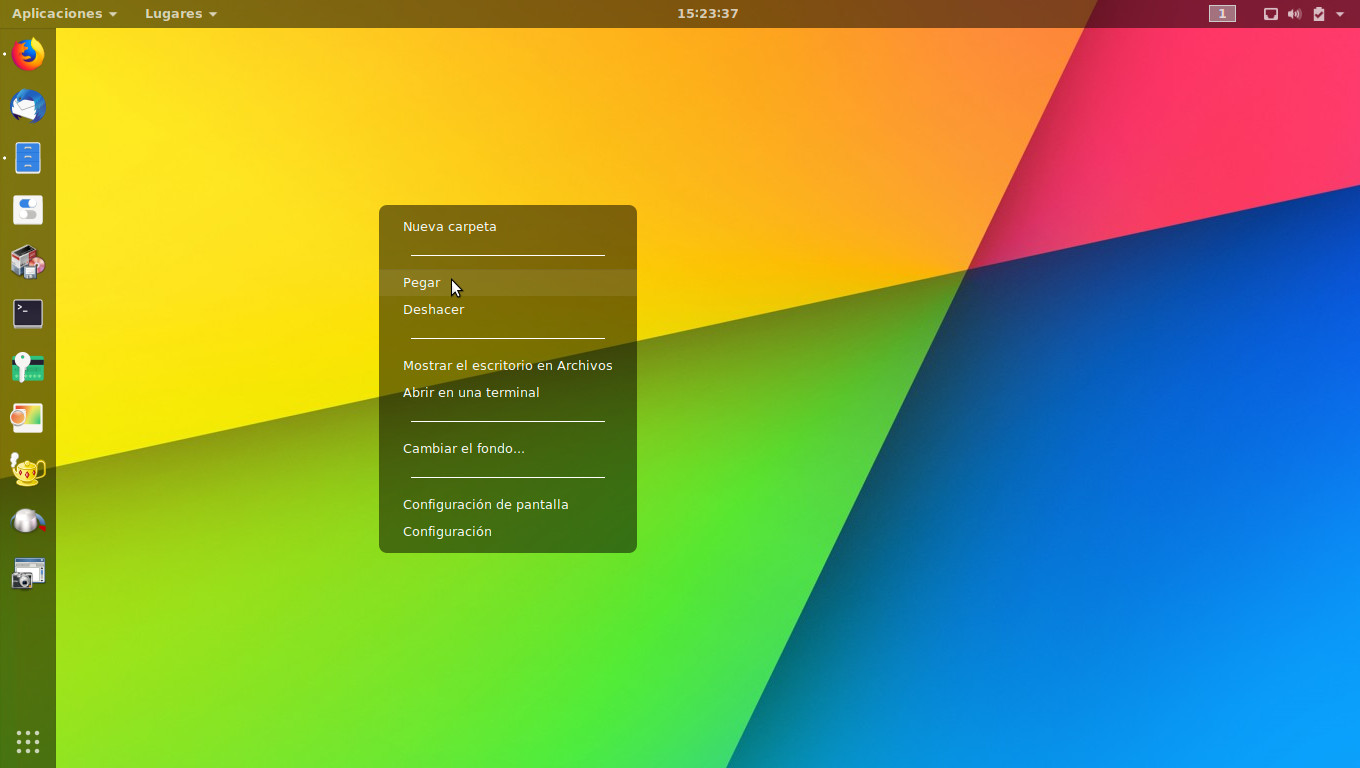 Aplicaciones
Lugares
15:23:37
1
Nueva carpeta
Pegar
Deshacer
Mostrar el escritorio en Archivos
Abrir en una terminal
Cambiar el fondo...
Configuración de pantalla
Configuración